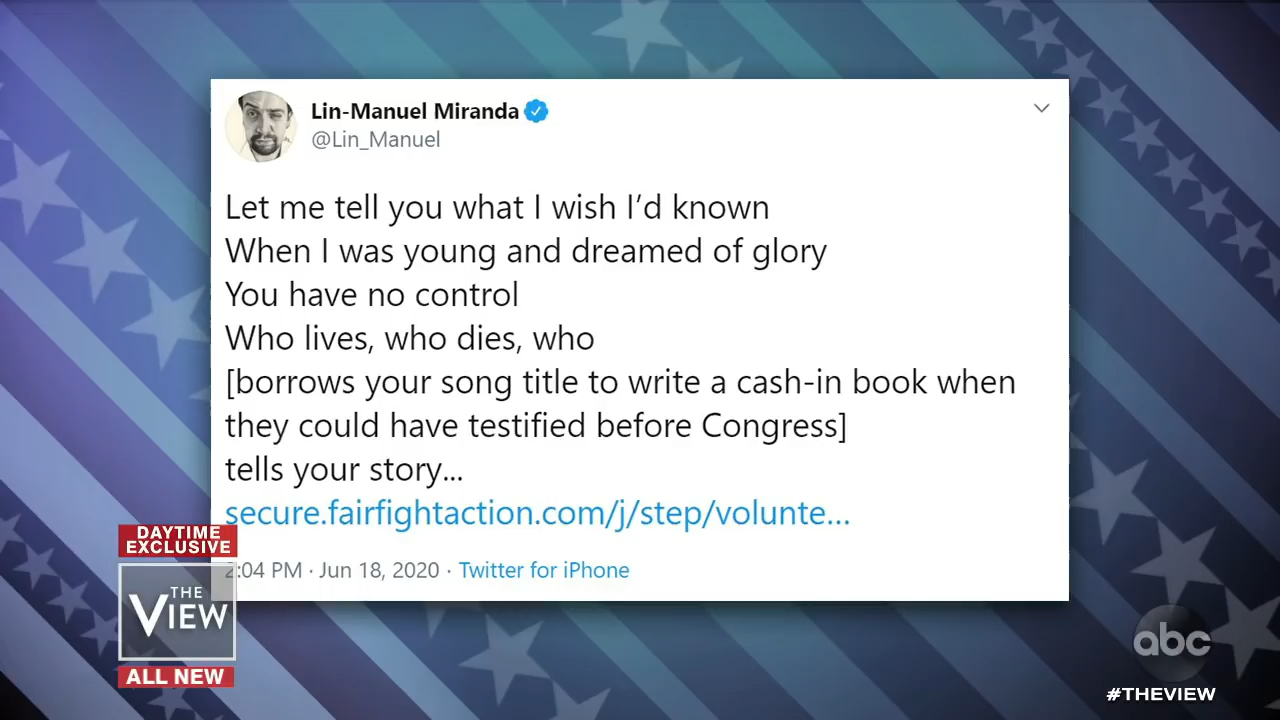 Lin-Manuel Miranda
@Lin_Manuel
Let me tell you what I wish I’d known
When I was young and dreamed of glory
You have no control
Who lives, who dies, who
[borrows your song title to write a cash-in book when
they could have testified before Congress]
tells your story...
secure.fairfightaction.com/j/step/volunte...
2:04 PM · Jun 18, 2020 · Twitter for iPhone
DAYTIME
EXCLUSIVE
THE
VIEW
ALL NEW
abc
#THEVIEW